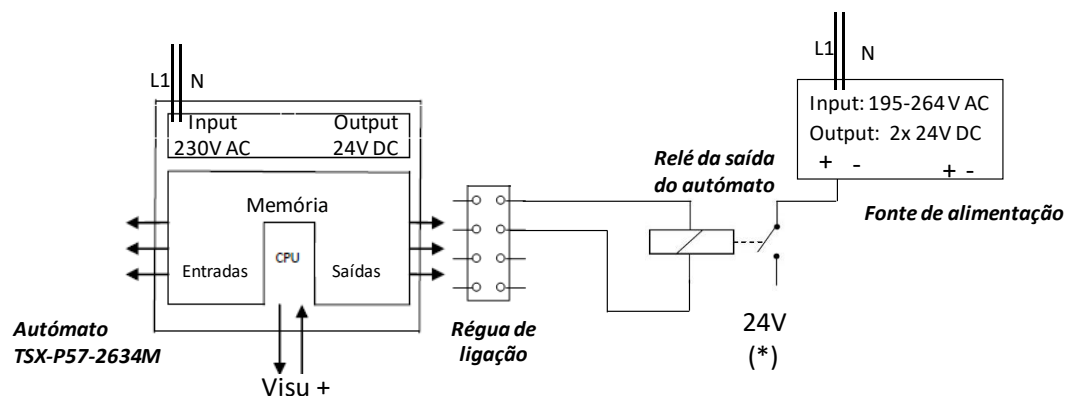 L1 N
Input Output
230V AC 24V DC
Memória
CPU
Entradas Saídas
Autómato
TSX-P57-2634M
Visu +
Régua de
ligação
Relé da saída
do autómato
24V
(*)
L1 N
Input: 195-264 V AC
Output: 2x 24V DC
+ - + -
Fonte de alimentação